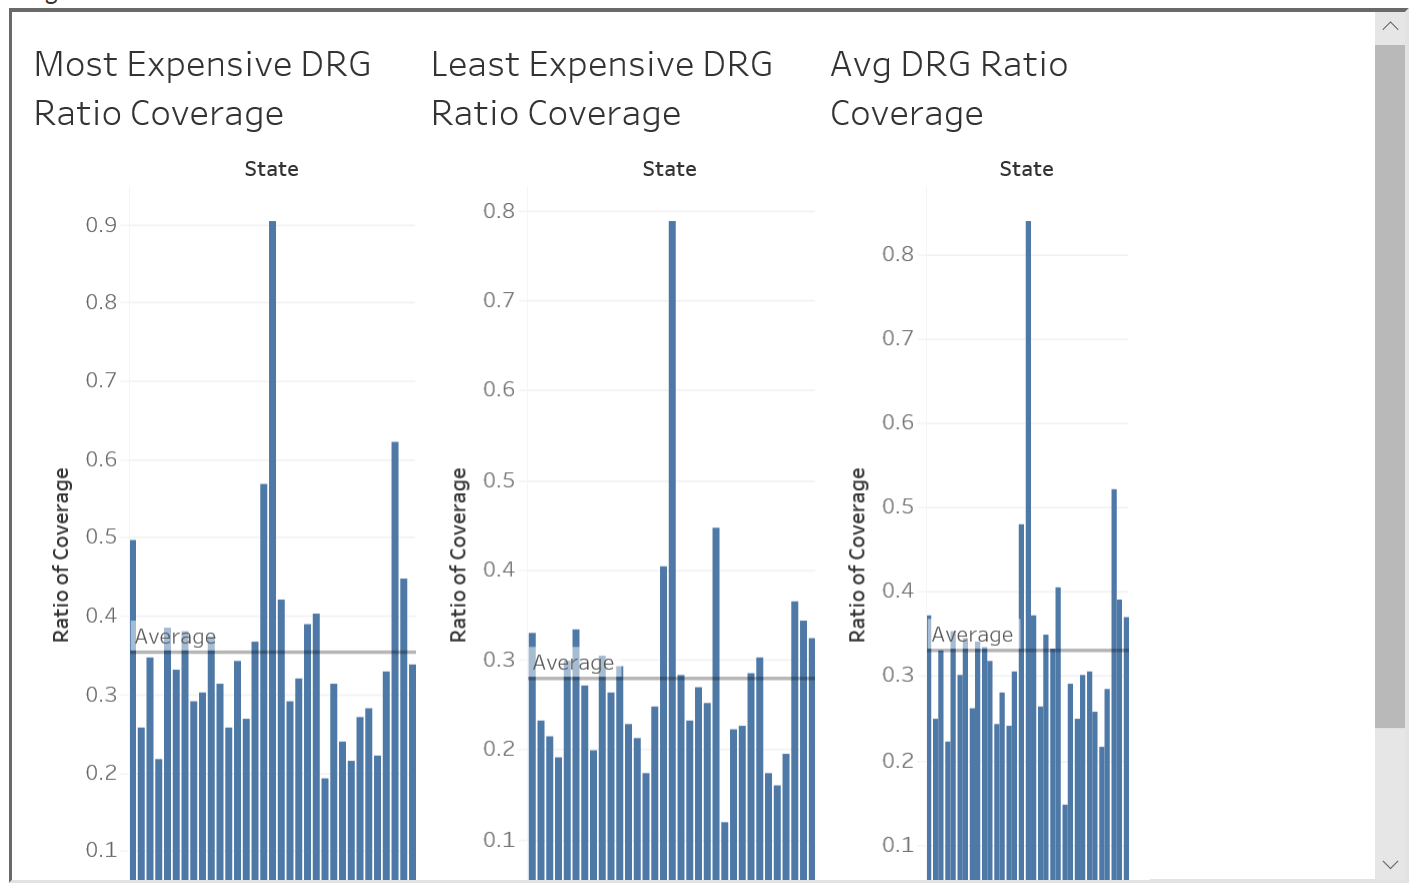 Most Expensive DRG
Ratio Coverage
State
0.9
0.8
0.7
0.6
0.5
0.4
0.3
0.2
0.1
Ratio of Coverage
Average
Least Expensive DRG
Ratio Coverage
State
0.8
0.7
0.6
0.5
0.4
0.3
0.2
0.1
Ratio of Coverage
Average
Avg DRG Ratio
Coverage
State
0.8
0.7
0.6
0.5
0.4
0.3
0.2
0.1
Ratio of Coverage
Average